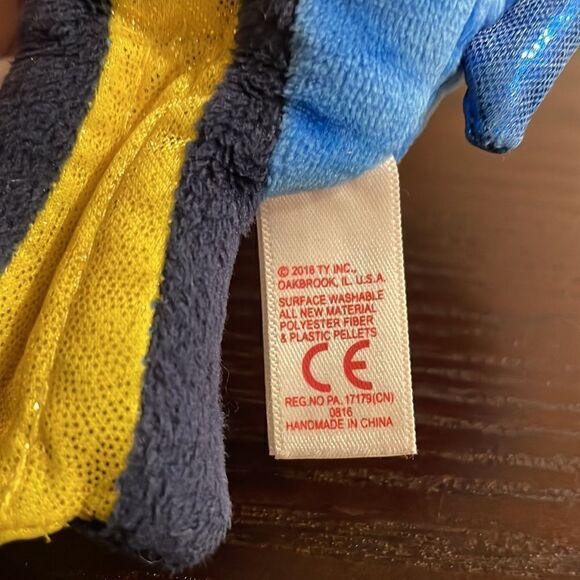 © 2016 TY INC.,
OAKBROOK, IL. U.S.A.
SURFACE WASHABLE
ALL NEW MATERIAL
POLYESTER FIBER
& PLASTIC PELLETS
CE
REG.NO PA. 17179(CN)
0816
HANDMADE IN CHINA